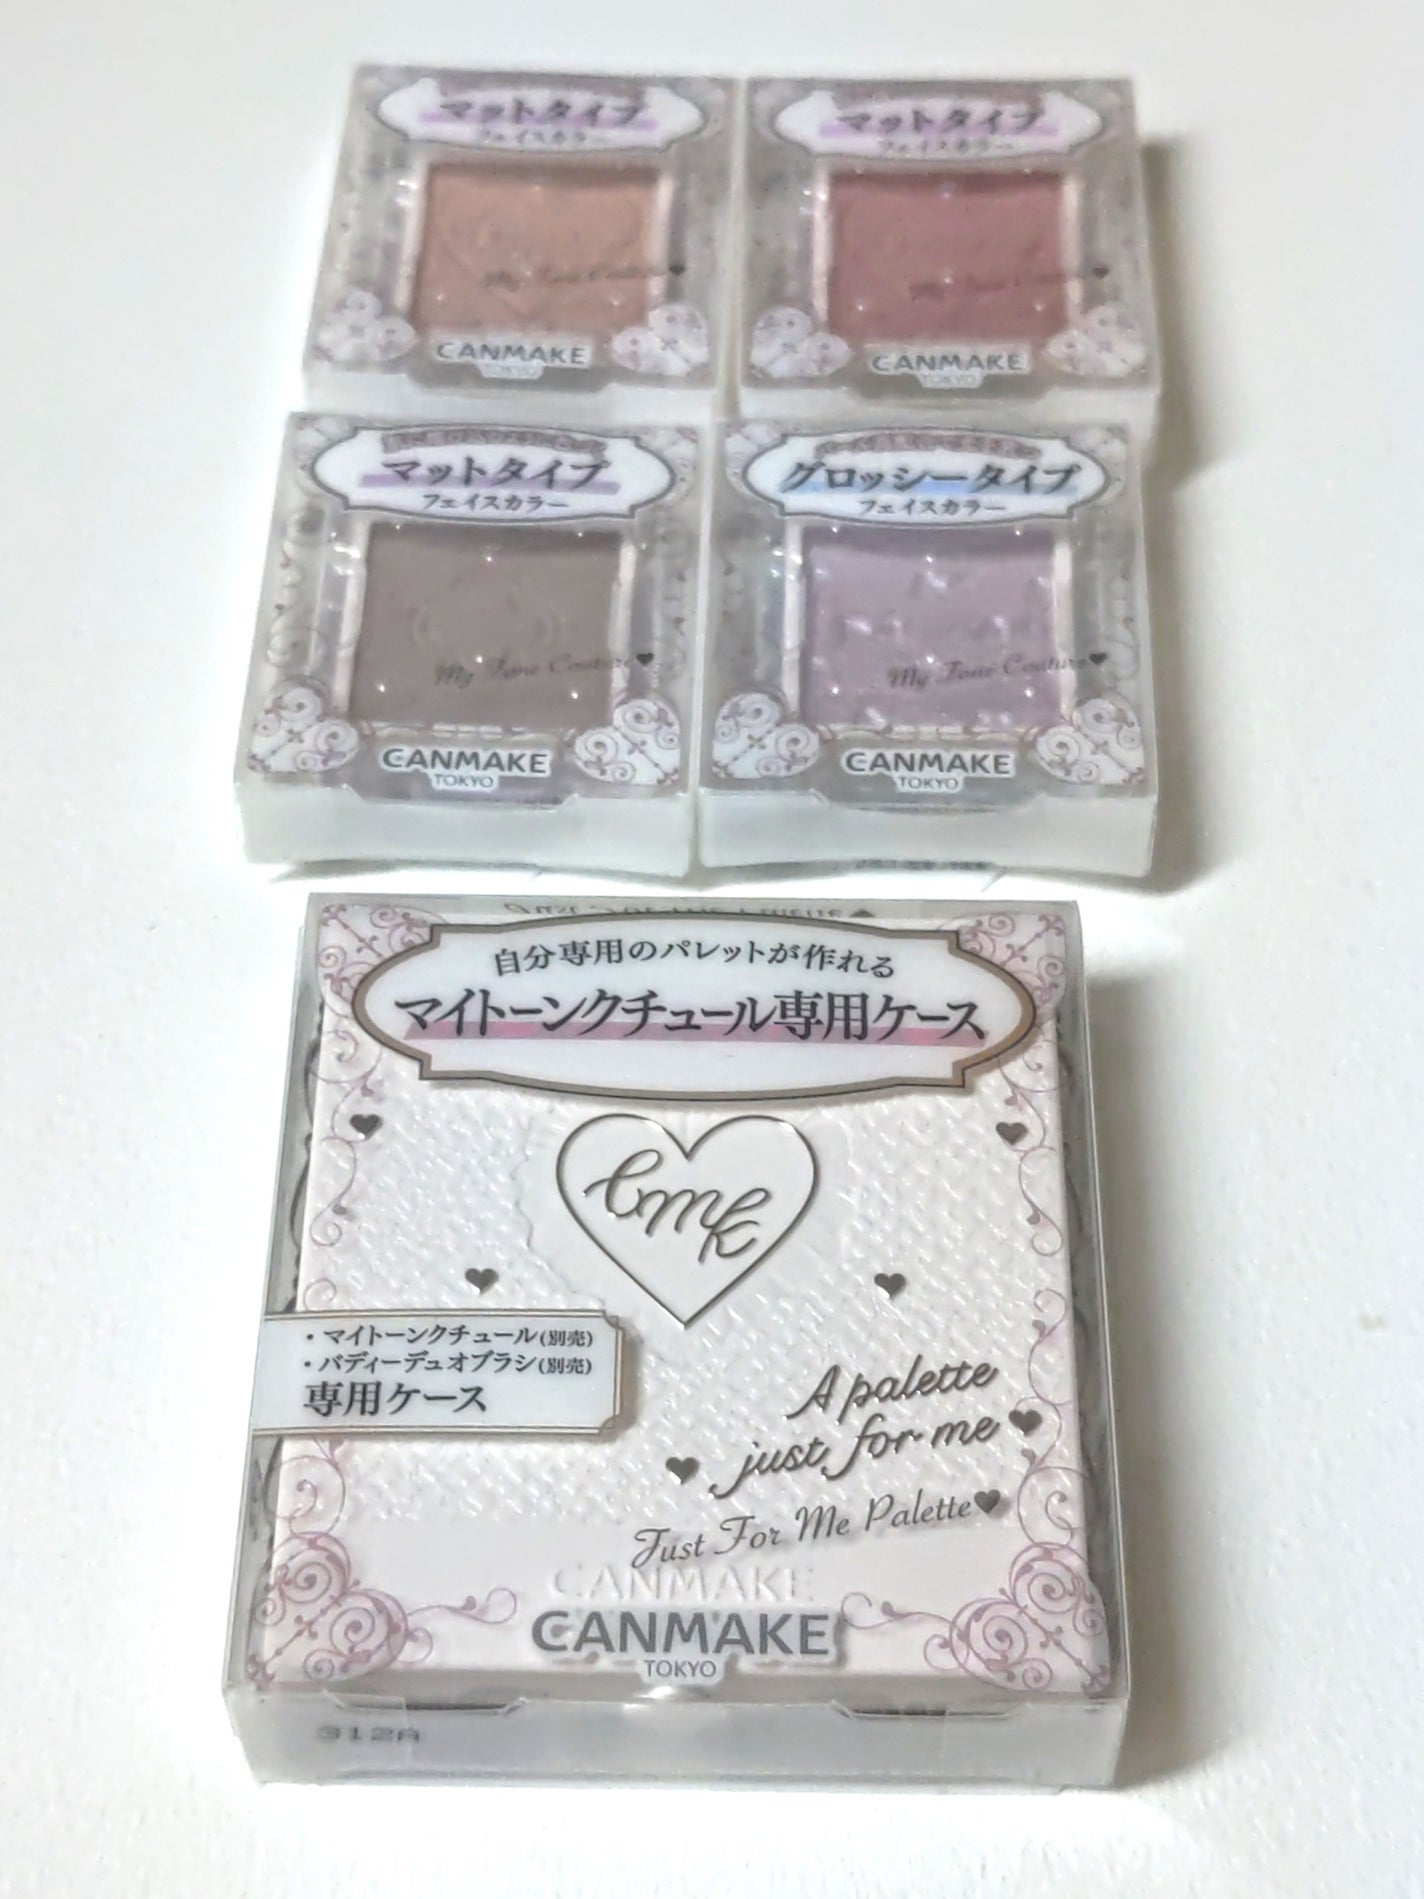 マットタイプ
フェイスカラー
My Tone Couture
CANMAKE
TOKYO
マットタイプ
フェイスカラー
My Tone Couture
CANMAKE
TOKYO
マットタイプ
フェイスカラー
My Tone Couture
CANMAKE
TOKYO
グロッシータイプ
フェイスカラー
My Tone Couture
CANMAKE
TOKYO
自分専用のパレットが作れる
マイトーンクチュール専用ケース
cmk
・マイトーンクチュール(別売)
・バディーデュオブラシ(別売)
専用ケース
A palette
just for me
Just For Me Palette
CANMAKE
CANMAKE
TOKYO
312A